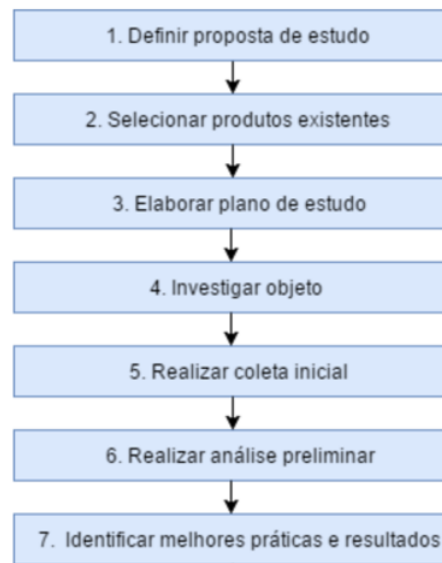 1. Definir proposta de estudo
2. Selecionar produtos existentes
3. Elaborar plano de estudo
4. Investigar objeto
5. Realizar coleta inicial
6. Realizar análise preliminar
7. Identificar melhores práticas e resultados